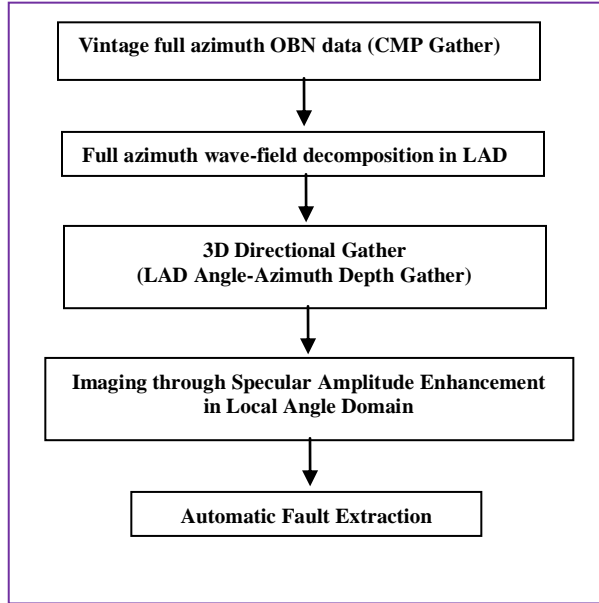 Vintage full azimuth OBN data (CMP Gather)
Full azimuth wave-field decomposition in LAD
3D Directional Gather
(LAD Angle-Azimuth Depth Gather)
Imaging through Specular Amplitude Enhancement
in Local Angle Domain
Automatic Fault Extraction